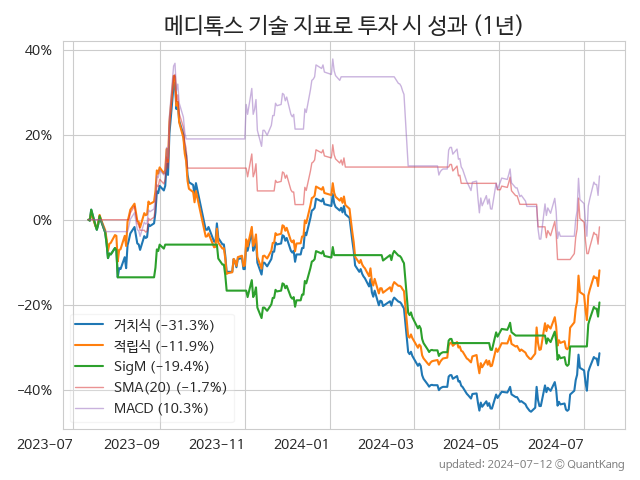 메디톡스 기술 지표로 투자 시 성과 (1년)
40%
20%
0%
−20%
−40%
거치식 (−31.3%)
적립식 (−11.9%)
SigM (−19.4%)
SMA(20) (−1.7%)
MACD (10.3%)
2023-07 2023-09 2023-11 2024-01 2024-03 2024-05 2024-07
updated: 2024-07-12 © QuantKang